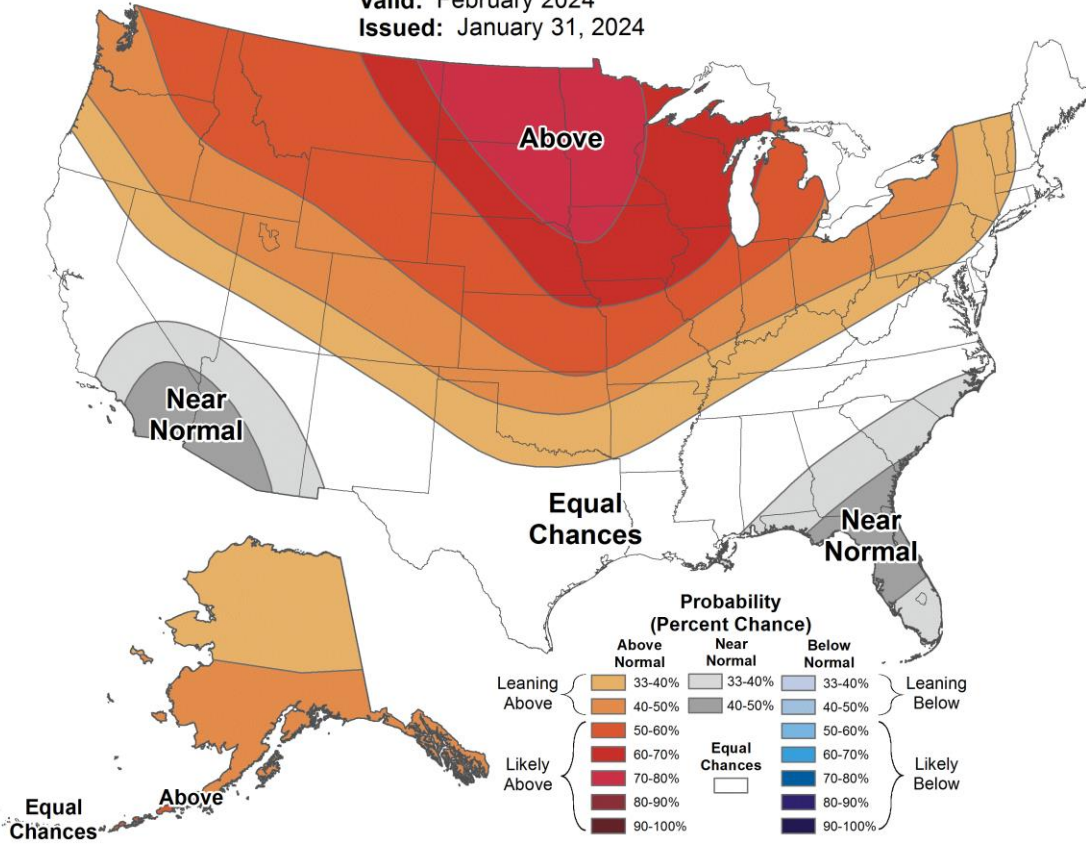 Valid: February 2024
Issued: January 31, 2024
Above
Near
Normal
Equal
Chances
Near
Normal
Above
Equal
Chances
Probability
(Percent Chance)
Above
Normal
Near
Normal
Below
Normal
Leaning
Above
33-40%
33-40%
33-40%
Leaning
Below
40-50%
40-50%
40-50%
Likely
Above
50-60%
50-60%
60-70%
60-70%
70-80%
70-80%
80-90%
80-90%
90-100%
90-100%
Equal
Chances
Likely
Below